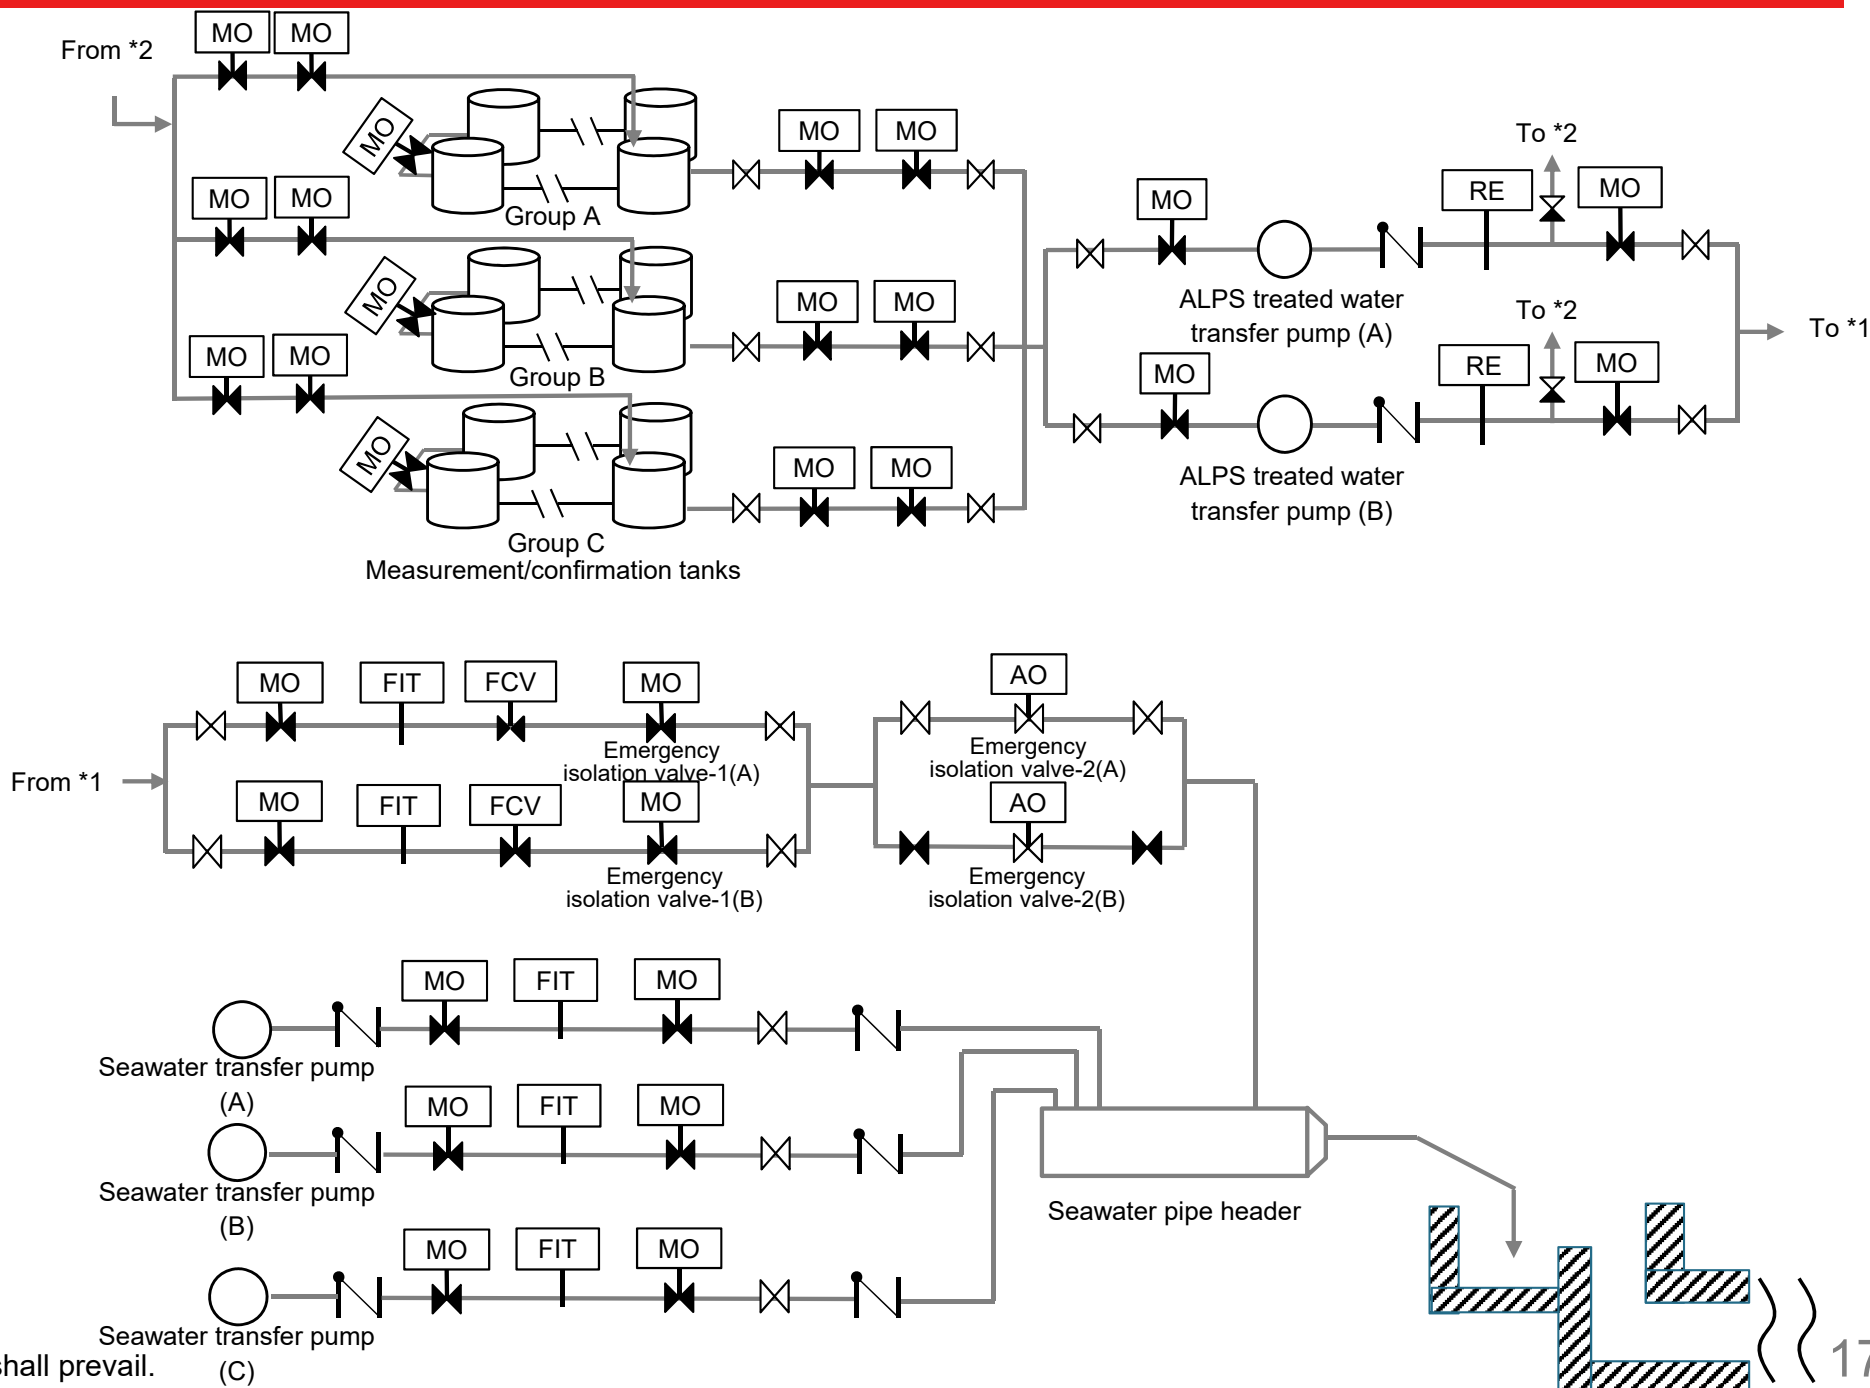 From *2
MO
MO
MO
MO
MO
MO
MO
MO
MO
Group A
Group B
Group C
Measurement/confirmation tanks
MO
MO
MO
MO
MO
MO
MO
RE
To *2
MO
ALPS treated water
transfer pump (A)
MO
RE
To *2
MO
ALPS treated water
transfer pump (B)
To *1
From *1
MO
FIT
FCV
MO
Emergency
isolation valve-1(A)
MO
FIT
FCV
MO
Emergency
isolation valve-1(B)
AO
Emergency
isolation valve-2(A)
AO
Emergency
isolation valve-2(B)
MO
FIT
MO
Seawater transfer pump
(A)
MO
FIT
MO
Seawater transfer pump
(B)
MO
FIT
MO
Seawater transfer pump
(C)
Seawater pipe header
shall prevail.
17